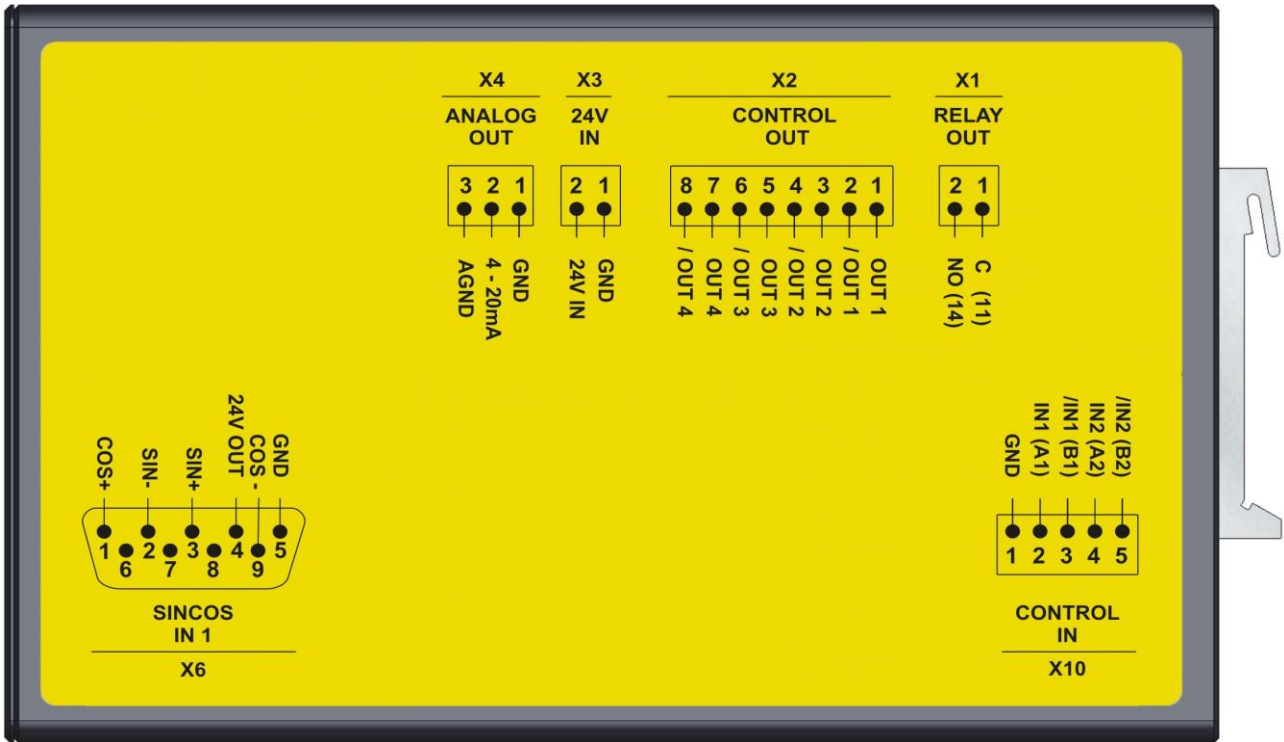 X4
ANALOG
OUT
3 2 1
AGND
4 - 20mA
GND
X3
24V
IN
2 1
24V IN
GND
X2
CONTROL
OUT
8 7 6 5 4 3 2 1
/ OUT 4
OUT 4
/ OUT 3
OUT 3
/ OUT 2
OUT 2
/ OUT 1
OUT 1
X1
RELAY
OUT
2 1
NO (14)
C (11)
COS+
SIN-
SIN+
24V OUT
COS -
GND
1 2 3 4 5
6 7 8 9
SINCOS
IN 1
X6
GND
IN1 (A1)
/IN1 (B1)
IN2 (A2)
/IN2 (B2)
1 2 3 4 5
CONTROL
IN
X10